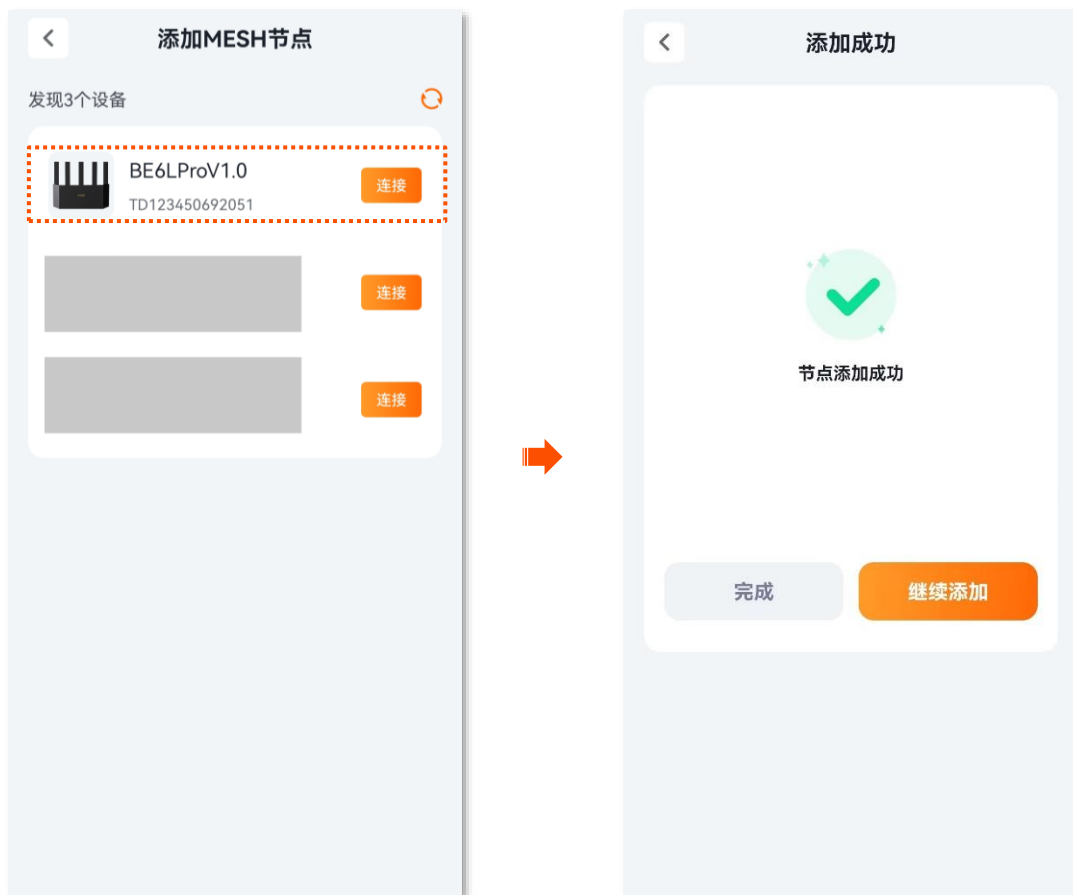 添加MESH节点
发现3个设备
BE6LProV1.0
连接
TD123450692051
连接
连接
添加成功
节点添加成功
完成
继续添加